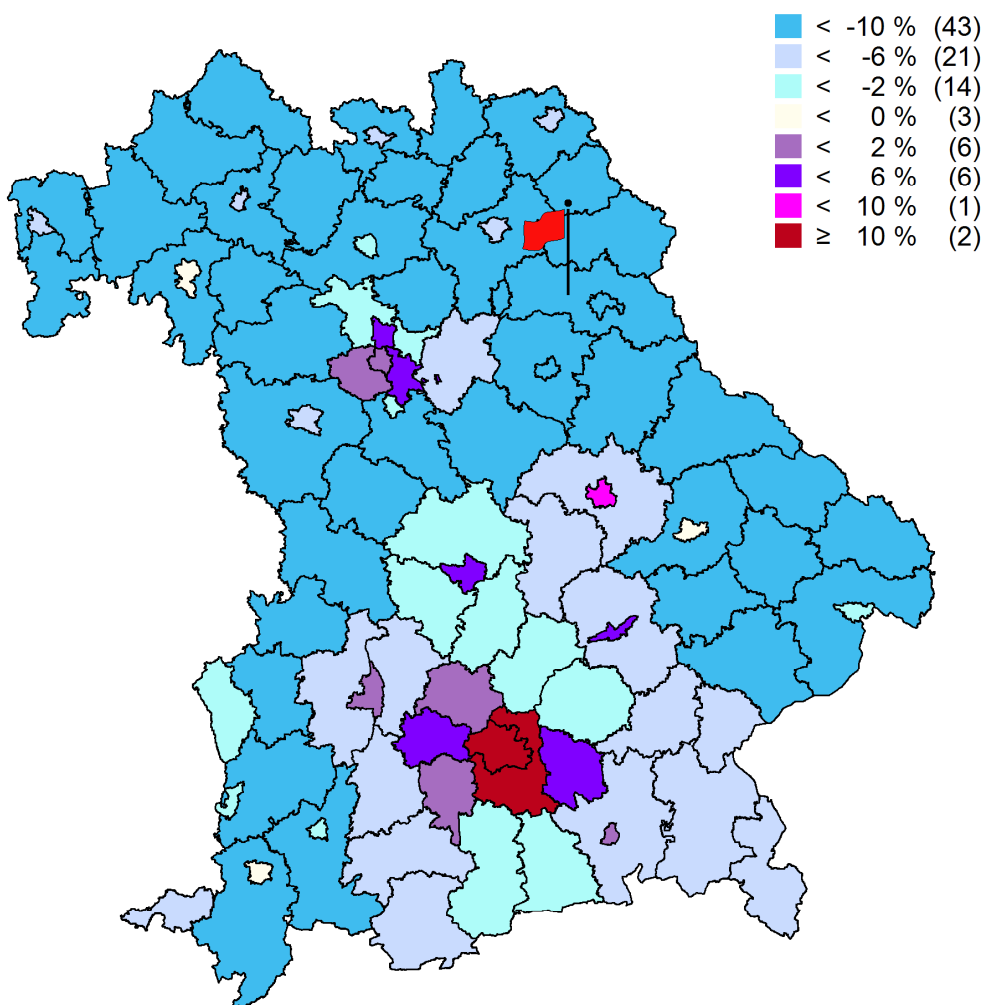 < -10 % (43)
< -6 % (21)
< -2 % (14)
< 0 % (3)
< 2 % (6)
< 6 % (6)
< 10 % (1)
≥ 10 % (2)